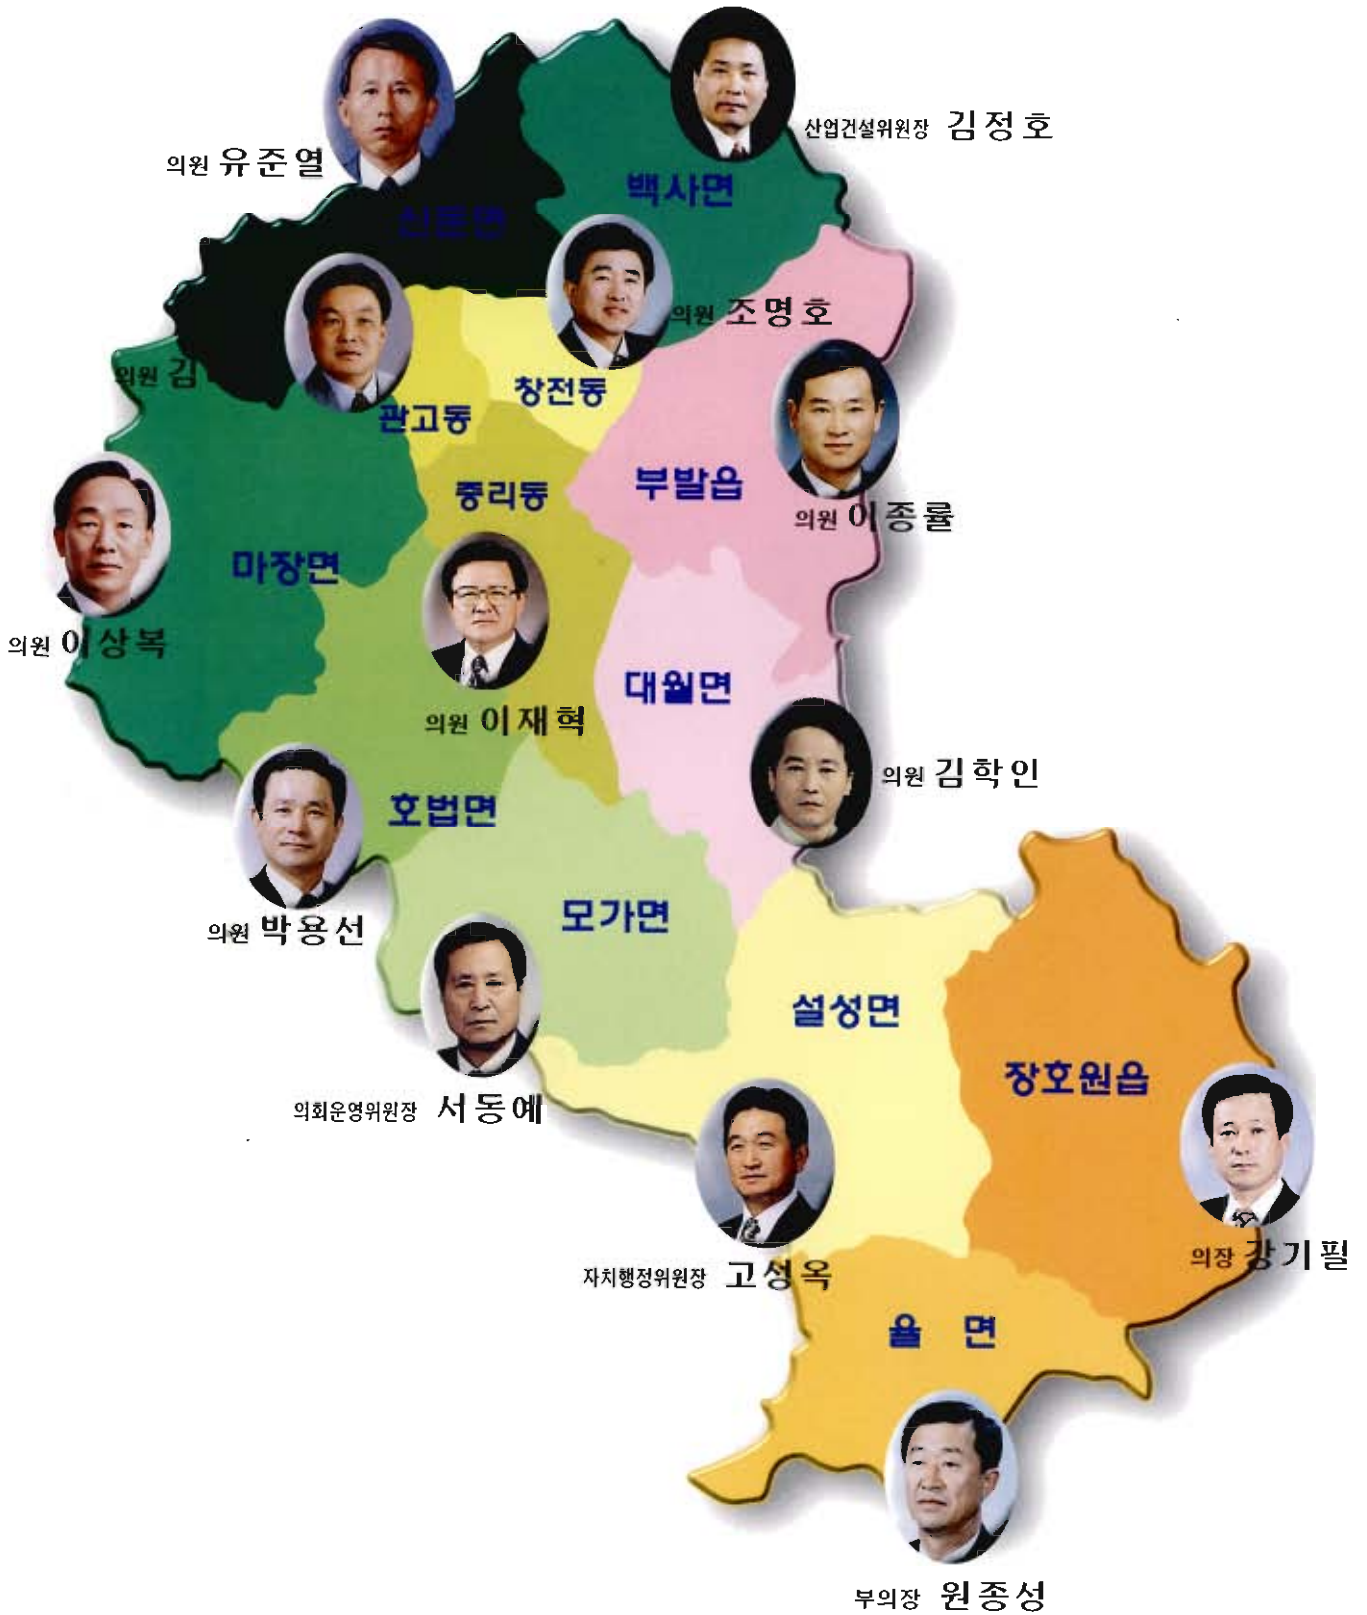 산업건설위원장 김정호
의원 유준열
백사면
신둔면
의원 조명호
의원 김
창전동
관고동
부발읍
중리동
의원 이종률
마장면
의원 이상복
대월면
의원 이재혁
의원 김학인
호법면
모가면
의원 박용선
설성면
장호원읍
의회운영위원장 서동예
의장 강기필
자치행정위원장 고성옥
율 면
부의장 원종성